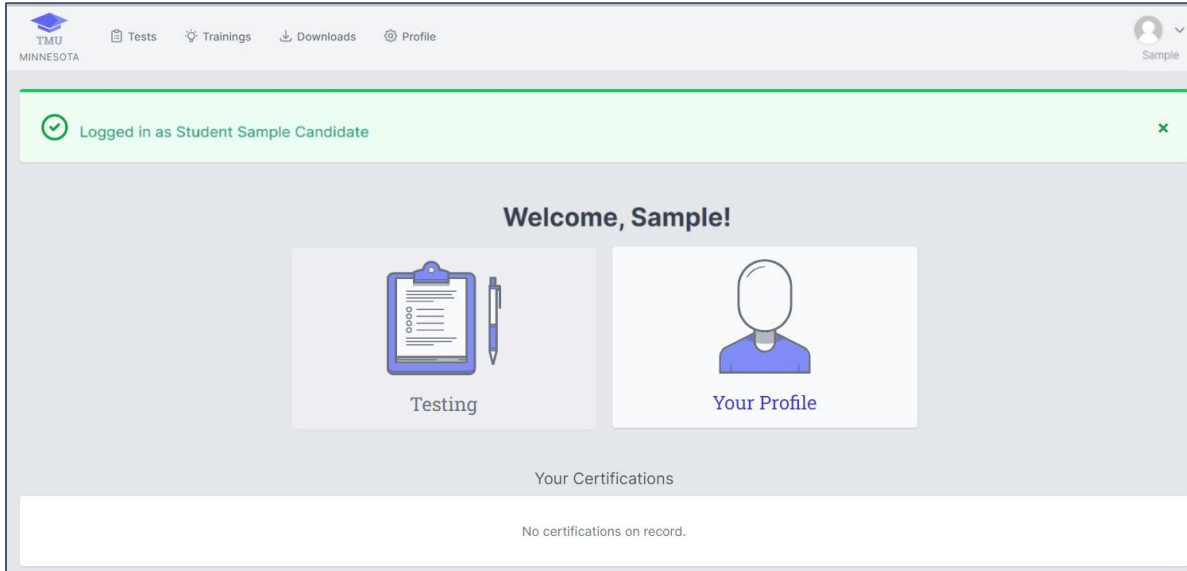 TMU
MINNESOTA
Tests
Trainings
Downloads
Profile
Sample
Logged in as Student Sample Candidate
Welcome, Sample!
Testing
Your Profile
Your Certifications
No certifications on record.